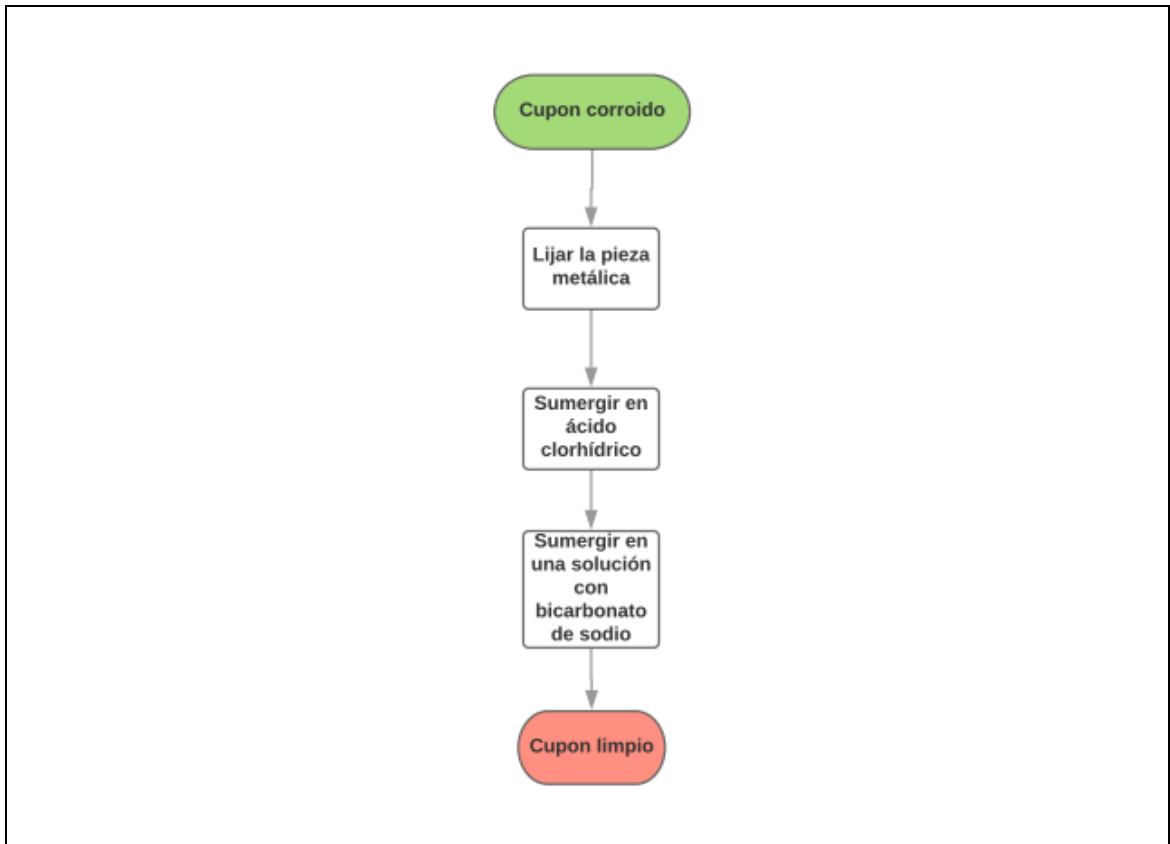 Cupon corroido
Lijar la pieza
metálica
Sumergir en
ácido
clorhídrico
Sumergir en
una solución
con
bicarbonato
de sodio
Cupon limpio